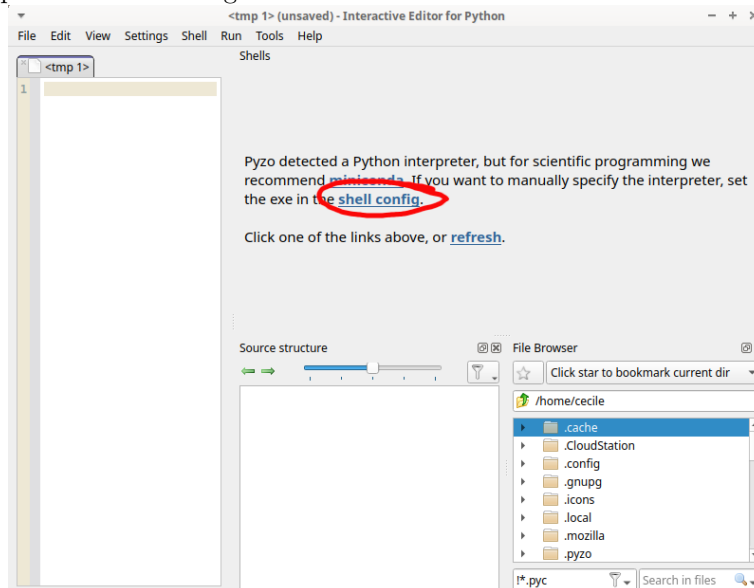 <tmp 1> (unsaved) - Interactive Editor for Python
File Edit View Settings Shell Run Tools Help
<tmp 1>
1
Shells
Pyzo detected a Python interpreter, but for scientific programming we
recommend miniconda. If you want to manually specify the interpreter, set
the exe in the shell config.
Click one of the links above, or refresh.
Source structure
File Browser
Click star to bookmark current dir
/home/cecile
.cache
.CloudStation
.config
.gnupg
.icons
.local
.mozilla
.pyzo
!*.pyc
Search in files